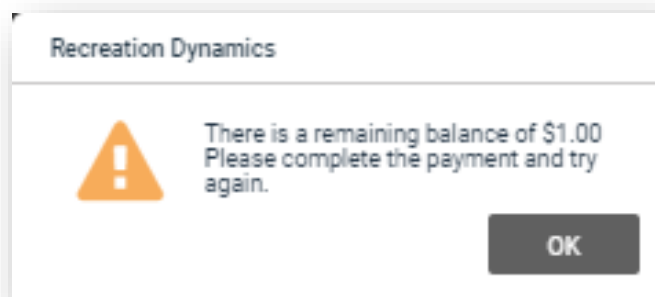 Recreation Dynamics
There is a remaining balance of $1.00
Please complete the payment and try
again.
OK